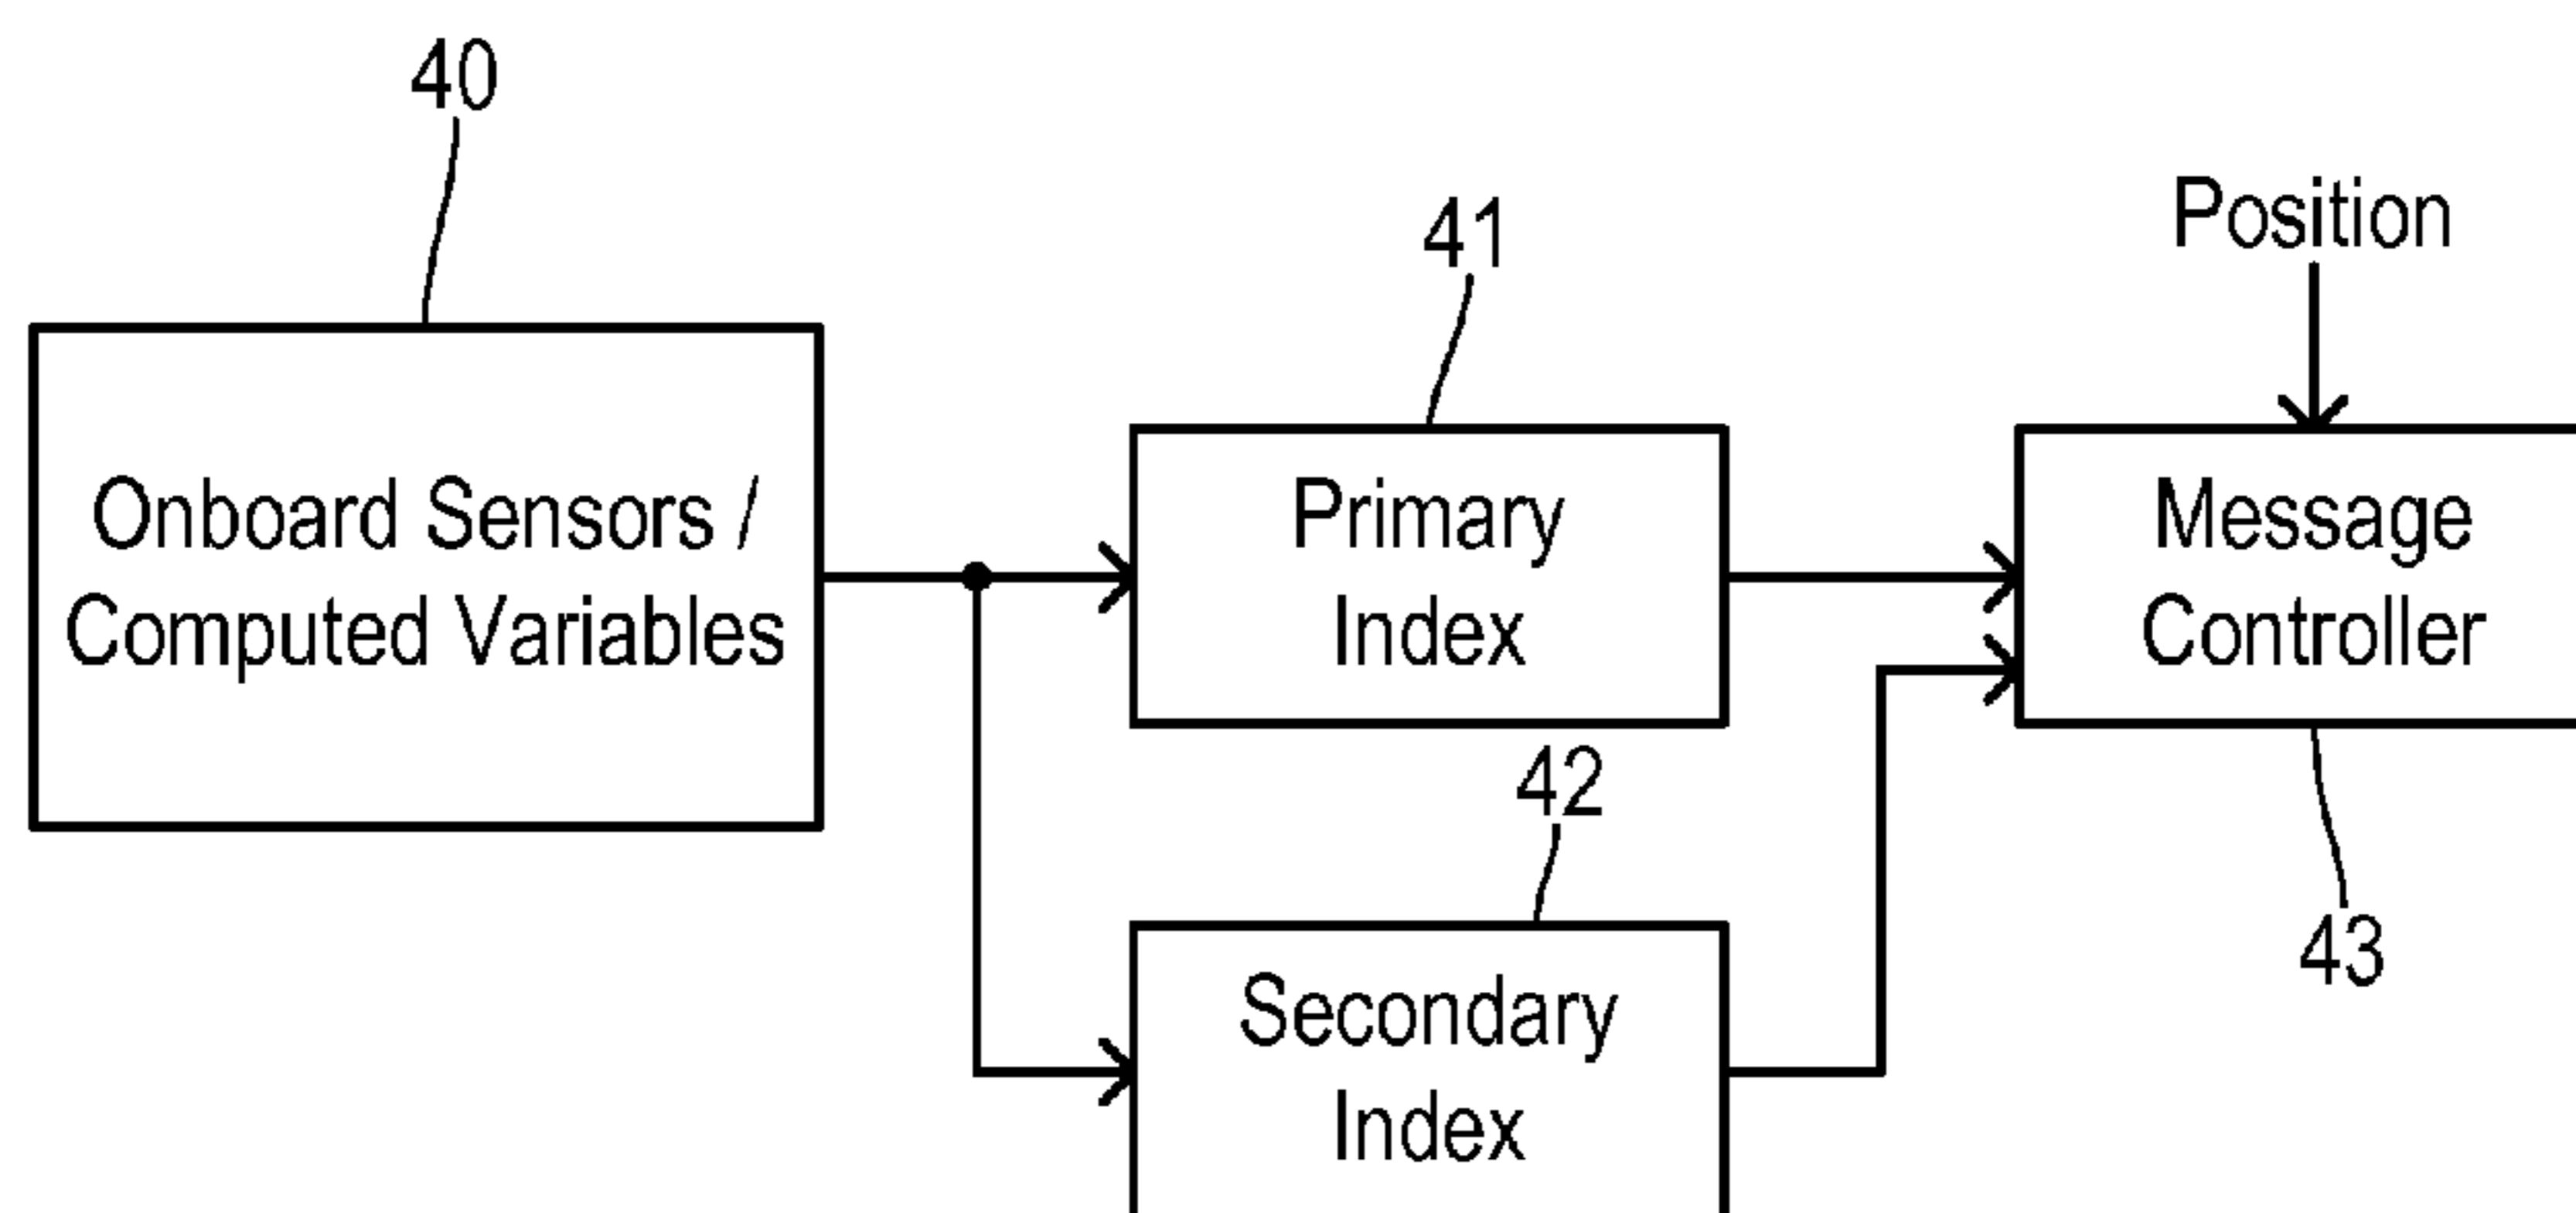 40
41
Position
Onboard Sensors /
Computed Variables
Primary
Index
Message
Controller
42
43
Secondary
Index